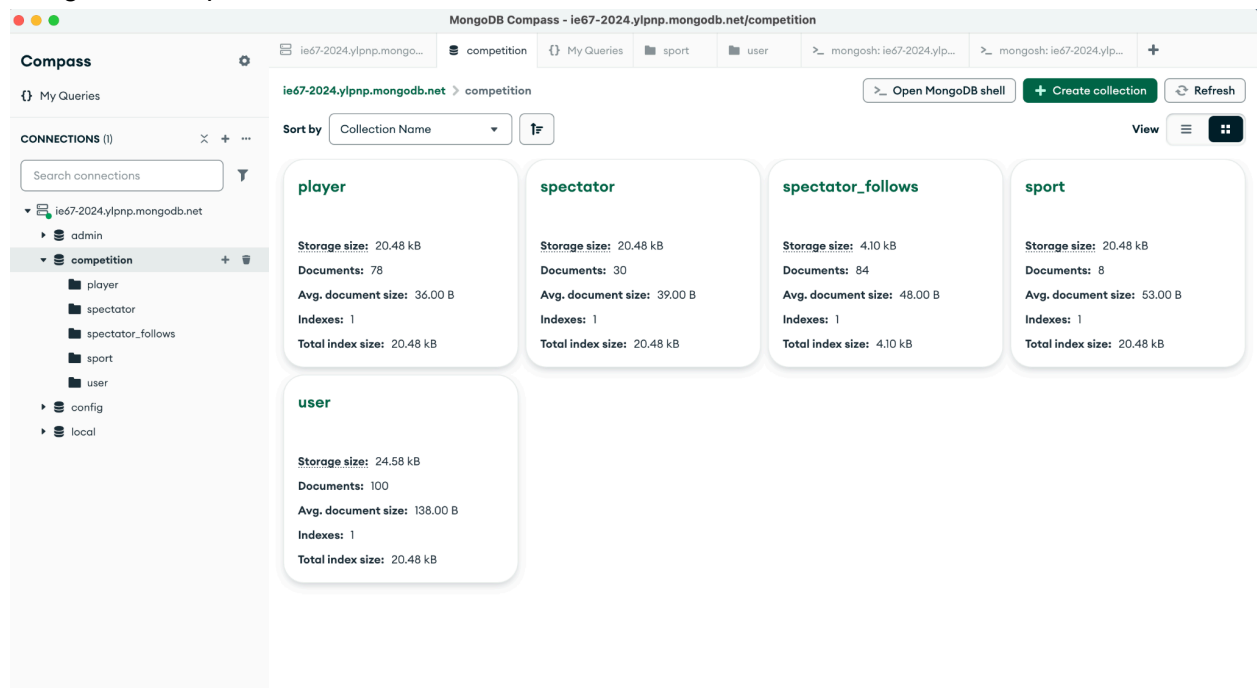 MongoDB Compass - ie67-2024.ylpnp.mongodb.net/competition
Compass
{} My Queries
CONNECTIONS (1)
Search connections
ie67-2024.ylpnp.mongodb.net
admin
competition
player
spectator
spectator_follows
sport
user
config
local
ie67-2024.ylpnp.mongo... competition {} My Queries sport user >_ mongosh: ie67-2024.ylp... >_ mongosh: ie67-2024.ylp... +
ie67-2024.ylpnp.mongodb.net > competition
>_ Open MongoDB shell + Create collection Refresh
Sort by Collection Name View
player
Storage size: 20.48 kB
Documents: 78
Avg. document size: 36.00 B
Indexes: 1
Total index size: 20.48 kB
spectator
Storage size: 20.48 kB
Documents: 30
Avg. document size: 39.00 B
Indexes: 1
Total index size: 20.48 kB
spectator_follows
Storage size: 4.10 kB
Documents: 84
Avg. document size: 48.00 B
Indexes: 1
Total index size: 4.10 kB
sport
Storage size: 20.48 kB
Documents: 8
Avg. document size: 53.00 B
Indexes: 1
Total index size: 20.48 kB
user
Storage size: 24.58 kB
Documents: 100
Avg. document size: 138.00 B
Indexes: 1
Total index size: 20.48 kB